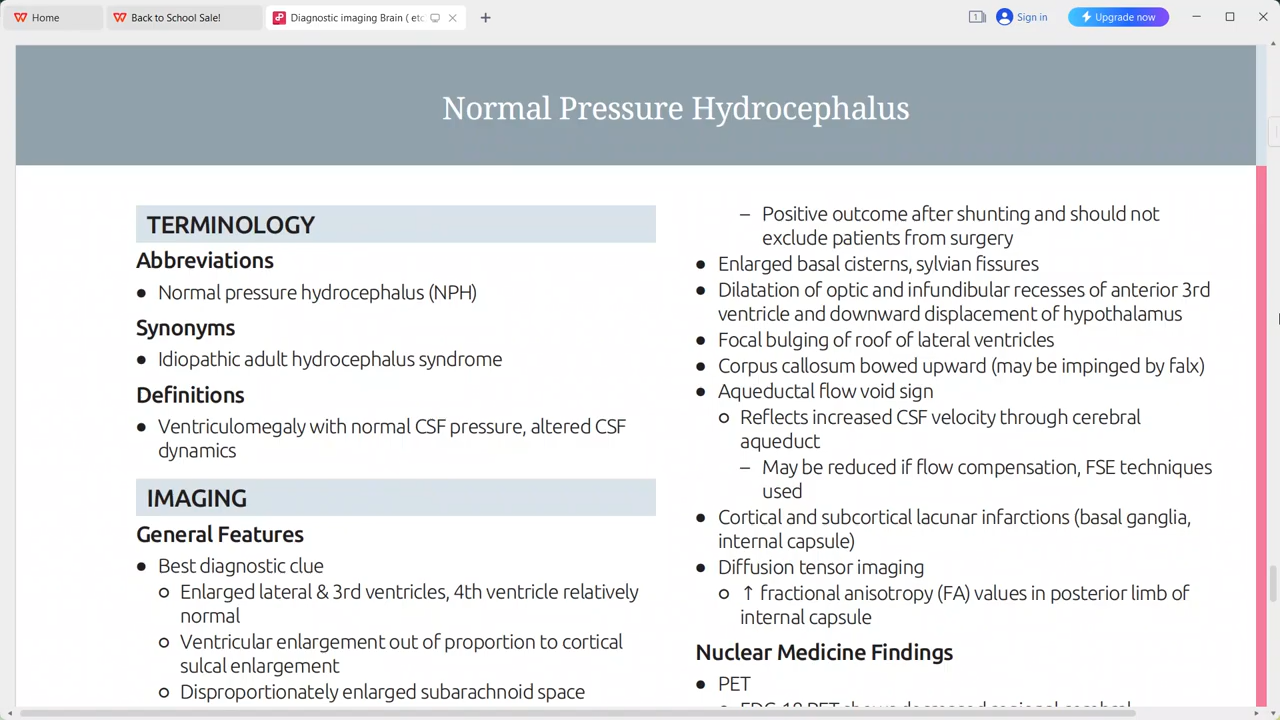 Home
Back to School Sale!
Diagnostic imaging Brain ( etc
1
Sign in
Upgrade now
Normal Pressure Hydrocephalus
TERMINOLOGY
Abbreviations
● Normal pressure hydrocephalus (NPH)
Synonyms
● Idiopathic adult hydrocephalus syndrome
Definitions
● Ventriculomegaly with normal CSF pressure, altered CSF
dynamics
IMAGING
General Features
● Best diagnostic clue
○ Enlarged lateral & 3rd ventricles, 4th ventricle relatively
normal
○ Ventricular enlargement out of proportion to cortical
sulcal enlargement
○ Disproportionately enlarged subarachnoid space
– Positive outcome after shunting and should not
exclude patients from surgery
● Enlarged basal cisterns, sylvian fissures
● Dilatation of optic and infundibular recesses of anterior 3rd
ventricle and downward displacement of hypothalamus
● Focal bulging of roof of lateral ventricles
● Corpus callosum bowed upward (may be impinged by falx)
● Aqueductal flow void sign
○ Reflects increased CSF velocity through cerebral
aqueduct
– May be reduced if flow compensation, FSE techniques
used
● Cortical and subcortical lacunar infarctions (basal ganglia,
internal capsule)
● Diffusion tensor imaging
○ ↑ fractional anisotropy (FA) values in posterior limb of
internal capsule
Nuclear Medicine Findings
● PET